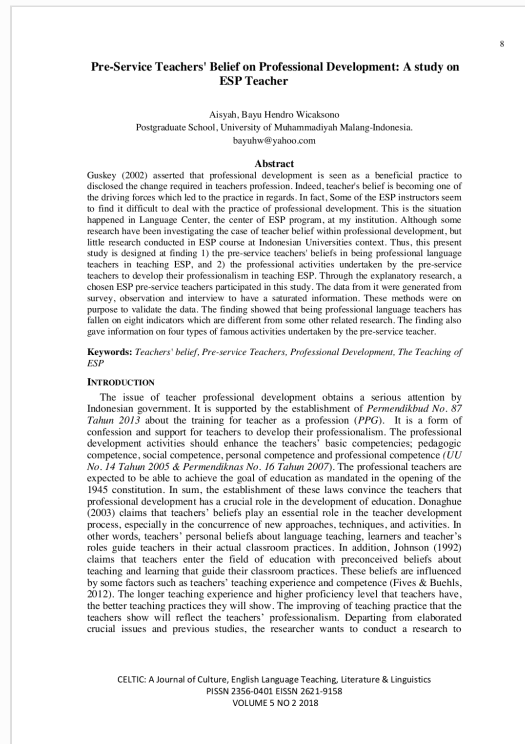 8
Pre-Service Teachers' Belief on Professional Development: A study on
ESP Teacher
Aisyah, Bayu Hendro Wicaksono
Postgraduate School, University of Muhammadiyah Malang-Indonesia.
bayuhw@yahoo.com
Abstract
Guskey (2002) asserted that professional development is seen as a beneficial practice to
disclosed the change required in teachers profession. Indeed, teacher's belief is becoming one of
the driving forces which led to the practice in regards. In fact, Some of the ESP instructors seem
to find it difficult to deal with the practice of professional development. This is the situation
happened in Language Center, the center of ESP program, at my institution. Although some
research have been investigating the case of teacher belief within professional development, but
little research conducted in ESP course at Indonesian Universities context. Thus, this present
study is designed at finding 1) the pre-service teachers' beliefs in being professional language
teachers in teaching ESP, and 2) the professional activities undertaken by the pre-service
teachers to develop their professionalism in teaching ESP. Through the explanatory research, a
chosen ESP pre-service teachers participated in this study. The data from it were generated from
survey, observation and interview to have a saturated information. These methods were on
purpose to validate the data. The finding showed that being professional language teachers has
fallen on eight indicators which are different from some other related research. The finding also
gave information on four types of famous activities undertaken by the pre-service teacher.
Keywords: Teachers' belief, Pre-service Teachers, Professional Development, The Teaching of
ESP
INTRODUCTION
The issue of teacher professional development obtains a serious attention by
Indonesian government. It is supported by the establishment of Permendikbud No. 87
Tahun 2013 about the training for teacher as a profession (PPG). It is a form of
confession and support for teachers to develop their professionalism. The professional
development activities should enhance the teachers' basic competencies; pedagogic
competence, social competence, personal competence and professional competence (UU
No. 14 Tahun 2005 & Permendiknas No. 16 Tahun 2007). The professional teachers are
expected to be able to achieve the goal of education as mandated in the opening of the
1945 constitution. In sum, the establishment of these laws convince the teachers that
professional development has a crucial role in the development of education. Donaghue
(2003) claims that teachers' beliefs play an essential role in the teacher development
process, especially in the concurrence of new approaches, techniques, and activities. In
other words, teachers' personal beliefs about language teaching, learners and teacher's
roles guide teachers in their actual classroom practices. In addition, Johnson (1992)
claims that teachers enter the field of education with preconceived beliefs about
teaching and learning that guide their classroom practices. These beliefs are influenced
by some factors such as teachers' teaching experience and competence (Fives & Buehls,
2012). The longer teaching experience and higher proficiency level that teachers have,
the better teaching practices they will show. The improving of teaching practice that the
teachers show will reflect the teachers' professionalism. Departing from elaborated
crucial issues and previous studies, the researcher wants to conduct a research to
CELTIC: A Journal of Culture, English Language Teaching, Literature & Linguistics
PISSN 2356-0401 EISSN 2621-9158
VOLUME 5 NO 2 2018